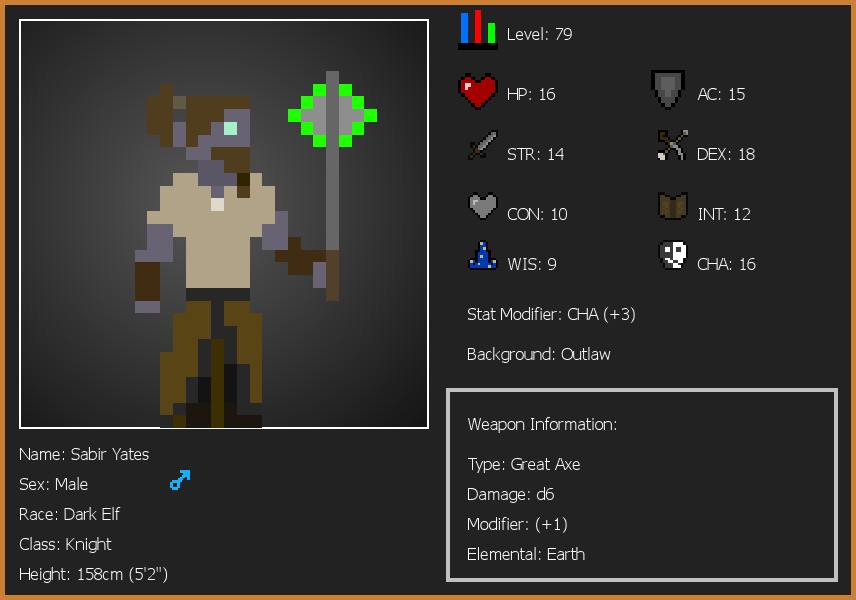 Level: 79
HP: 16
AC: 15
STR: 14
DEX: 18
CON: 10
INT: 12
WIS: 9
CHA: 16
Stat Modifier: CHA (+3)
Background: Outlaw
Weapon Information:
Type: Great Axe
Damage: d6
Modifier: (+1)
Elemental: Earth
Name: Sabir Yates
Sex: Male
Race: Dark Elf
Class: Knight
Height: 158cm (5'2")